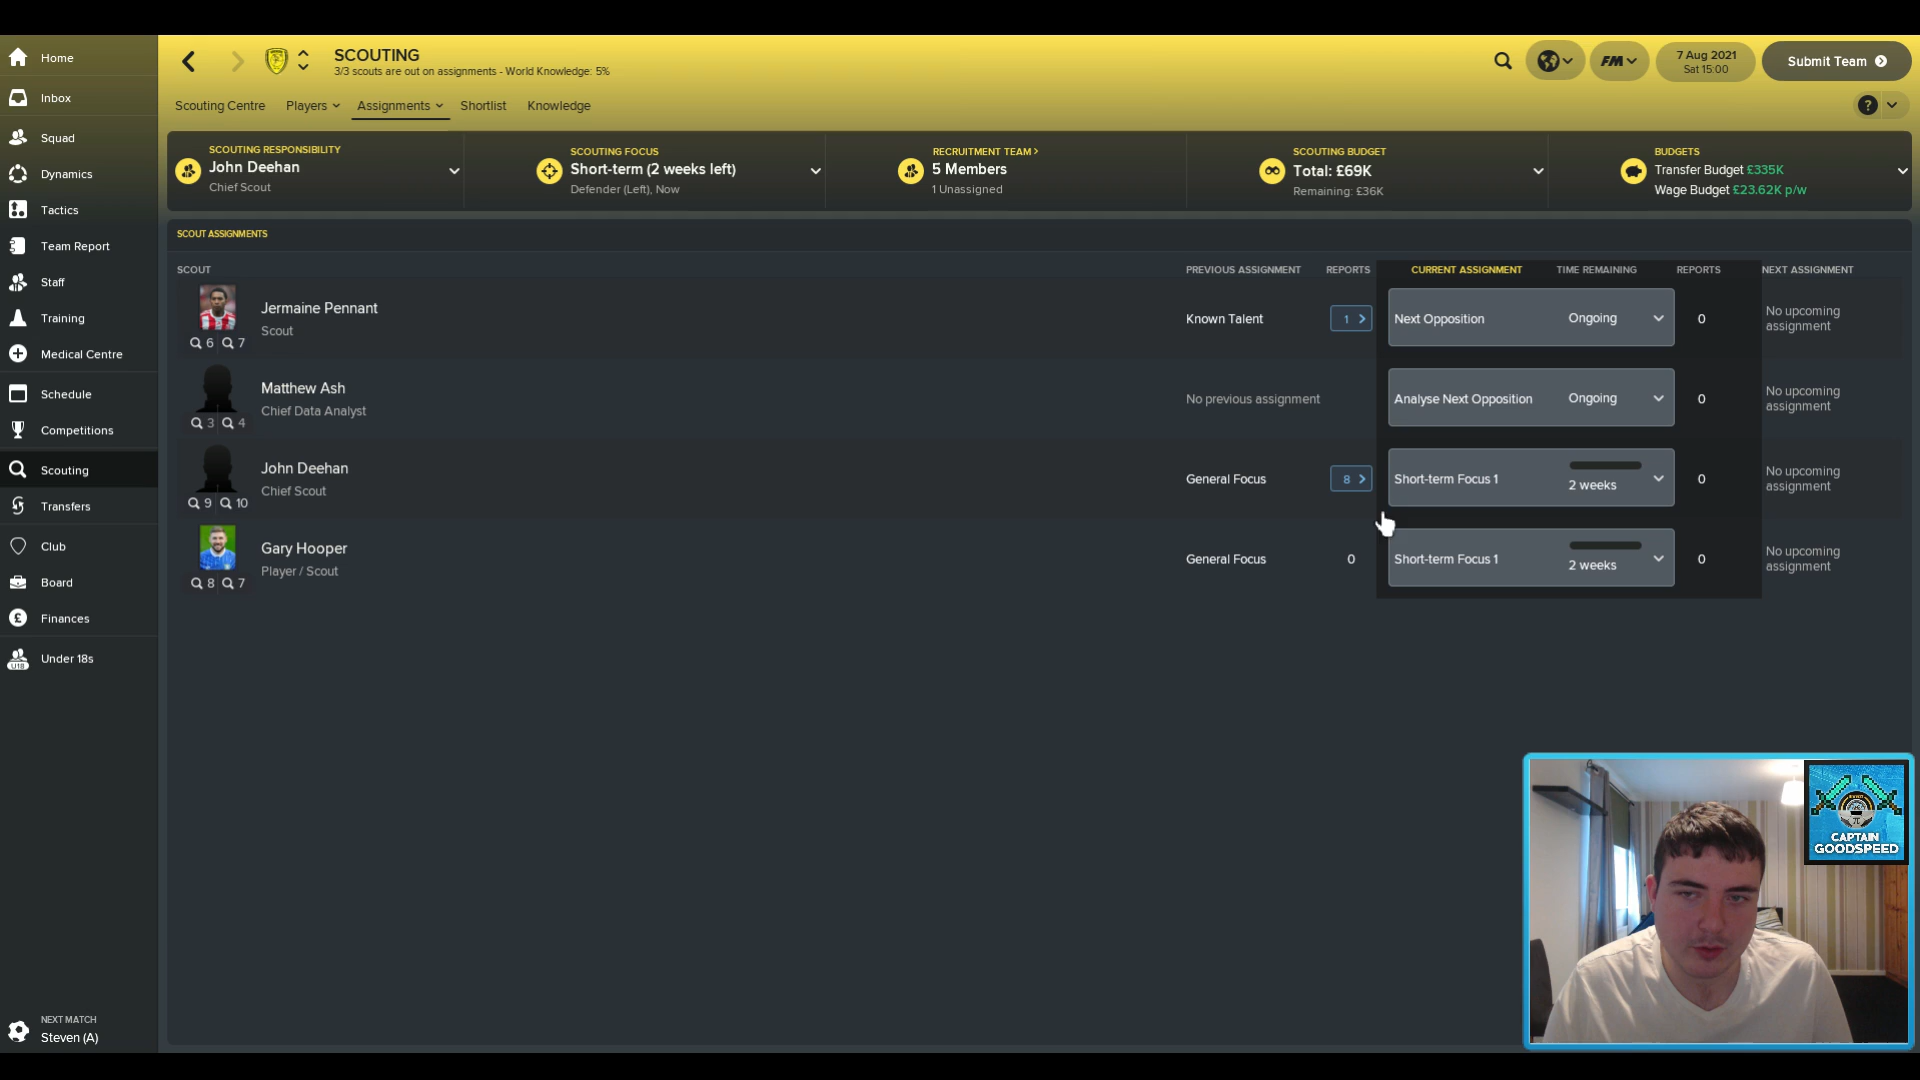 Home
Inbox
Squad
Dynamics
Tactics
Team Report
Staff
Training
Medical Centre
Schedule
Competitions
Scouting
Transfers
Club
Board
Finances
U18
Under 18s
NEXT MATCH
Steven (A)
SCOUTING
3/3 scouts are out on assignments - World Knowledge: 5%
FM
7 Aug 2021
Sat 15:00
Submit Team
Scouting Centre
Players
Assignments
Shortlist
Knowledge
?
SCOUTING RESPONSIBILITY
John Deehan
Chief Scout
SCOUTING FOCUS
Short-term (2 weeks left)
Defender (Left), Now
RECRUITMENT TEAM >
5 Members
1 Unassigned
SCOUTING BUDGET
Total: £69K
Remaining: £36K
BUDGETS
Transfer Budget £335K
Wage Budget £23.62K p/w
SCOUT ASSIGNMENTS
SCOUT PREVIOUS ASSIGNMENT REPORTS CURRENT ASSIGNMENT TIME REMAINING REPORTS NEXT ASSIGNMENT
Jermaine Pennant
Scout
6 7
Known Talent 1 Next Opposition Ongoing 0
No upcoming
assignment
Matthew Ash
Chief Data Analyst
3 4
No previous assignment Analyse Next Opposition Ongoing 0
No upcoming
assignment
John Deehan
Chief Scout
9 10
General Focus 8 Short-term Focus 1 2 weeks 0
No upcoming
assignment
Gary Hooper
Player / Scout
8 7
General Focus 0 Short-term Focus 1 2 weeks 0
No upcoming
assignment
CAPTAIN
GOODSPEED